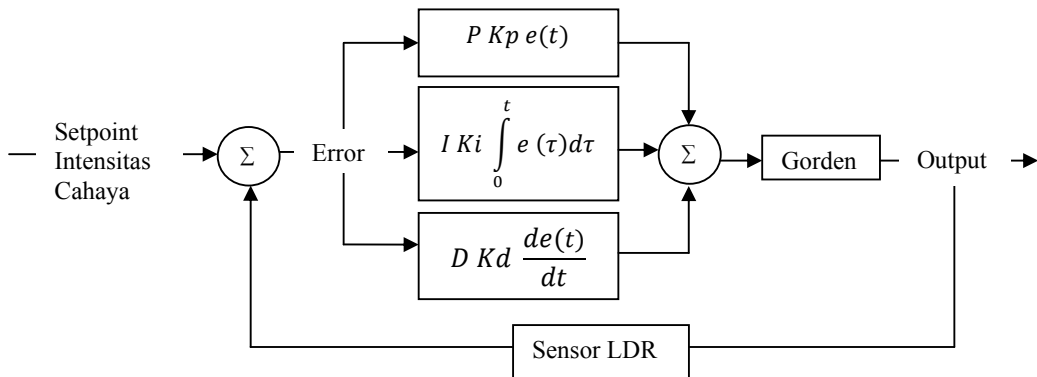 P Kp e(t)
Setpoint
Intensitas
Cahaya
Σ
Error
I Ki ∫₀ᵗ e (τ)dτ
Σ
Gorden
Output
D Kd de(t)/dt
Sensor LDR